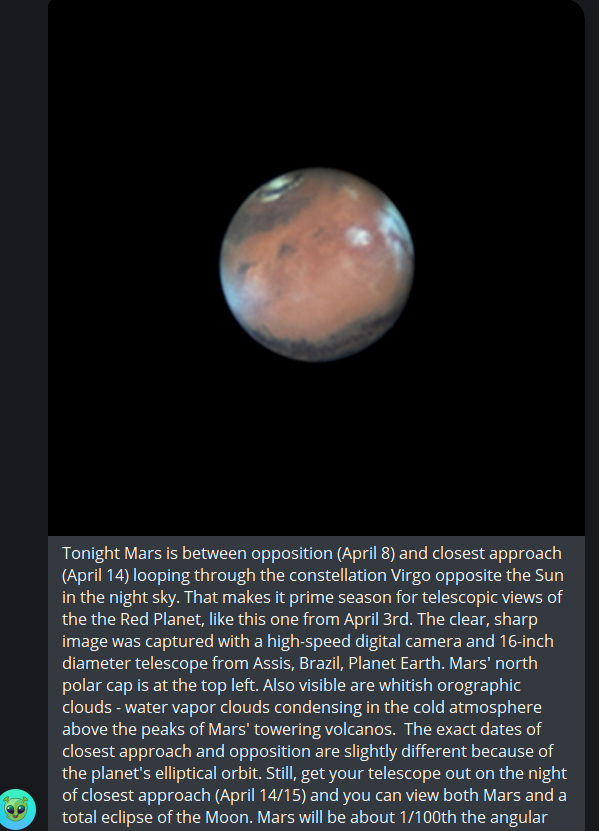 Tonight Mars is between opposition (April 8) and closest approach
(April 14) looping through the constellation Virgo opposite the Sun
in the night sky. That makes it prime season for telescopic views of
the the Red Planet, like this one from April 3rd. The clear, sharp
image was captured with a high-speed digital camera and 16-inch
diameter telescope from Assis, Brazil, Planet Earth. Mars' north
polar cap is at the top left. Also visible are whitish orographic
clouds - water vapor clouds condensing in the cold atmosphere
above the peaks of Mars' towering volcanos.  The exact dates of
closest approach and opposition are slightly different because of
the planet's elliptical orbit. Still, get your telescope out on the night
of closest approach (April 14/15) and you can view both Mars and a
total eclipse of the Moon. Mars will be about 1/100th the angular